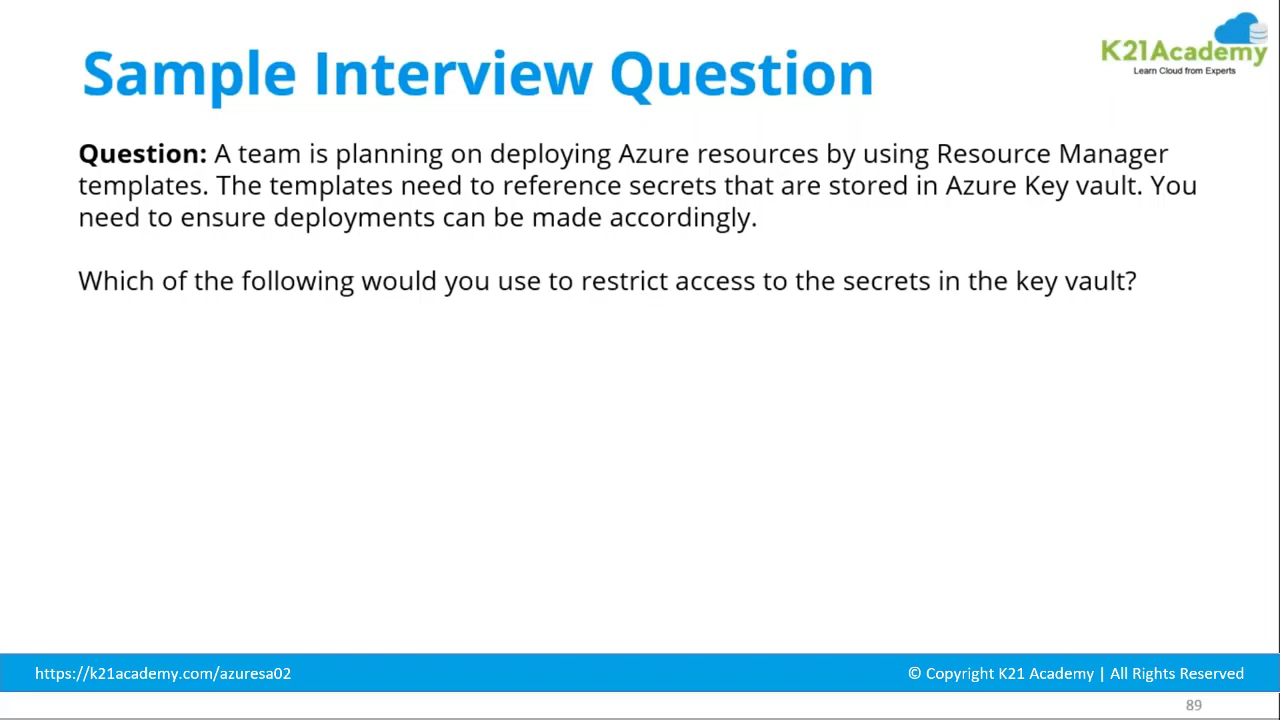 Sample Interview Question
K21Academy
Learn Cloud from Experts
Question: A team is planning on deploying Azure resources by using Resource Manager
templates. The templates need to reference secrets that are stored in Azure Key vault. You
need to ensure deployments can be made accordingly.
Which of the following would you use to restrict access to the secrets in the key vault?
https://k21academy.com/azuresa02
© Copyright K21 Academy | All Rights Reserved
89